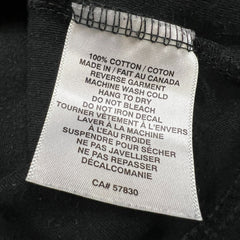 100% COTTON / COTON
MADE IN / FAIT AU CANADA
REVERSE GARMENT
MACHINE WASH COLD
HANG TO DRY
DO NOT BLEACH
DO NOT IRON DECAL
TOURNER VÊTEMENT À L'ENVERS
LAVER À LA MACHINE
À L'EAU FROIDE
SUSPENDRE POUR SÉCHER
NE PAS JAVELLISER
NE PAS REPASSER
DÉCALCOMANIE
CA# 57830